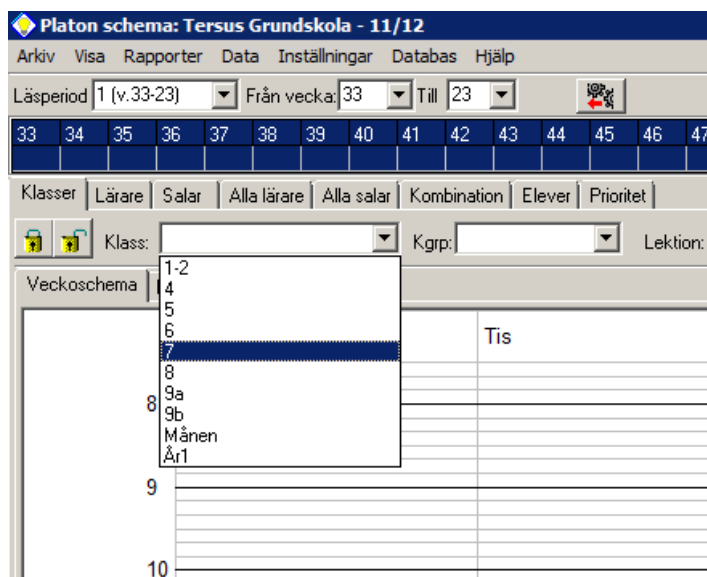 Platon schema: Tersus Grundskola - 11/12
Arkiv Visa Rapporter Data Inställningar Databas Hjälp
Läsperiod 1 (v.33-23) Från vecka: 33 Till 23
33 34 35 36 37 38 39 40 41 42 43 44 45 46 47
Klasser Lärare Salar Alla lärare Alla salar Kombination Elever Prioritet
Klass: Kgrp: Lektion:
1-2
Veckoschema
4
5
6
7
Tis
8
8
9a
9b
Månen
År1
9
10